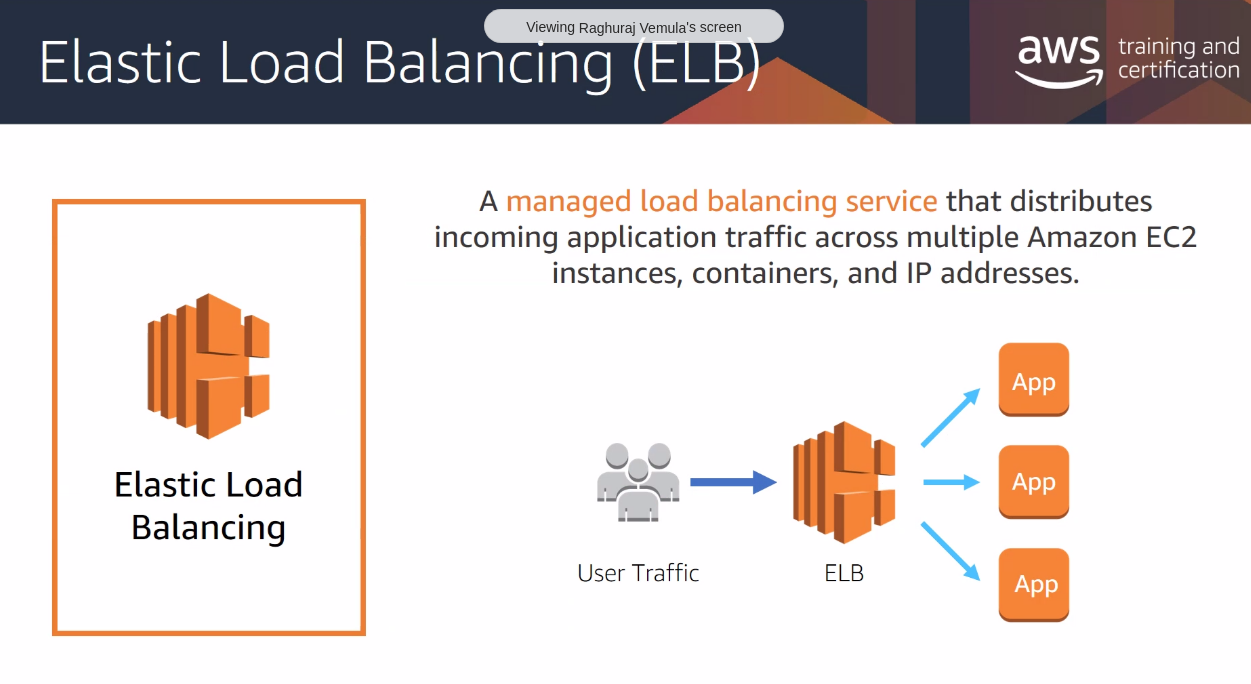 Viewing Raghuraj Vemula's screen
Elastic Load Balancing (ELB)
aws training and
certification
A managed load balancing service that distributes
incoming application traffic across multiple Amazon EC2
instances, containers, and IP addresses.
Elastic Load
Balancing
App
App
App
User Traffic
ELB